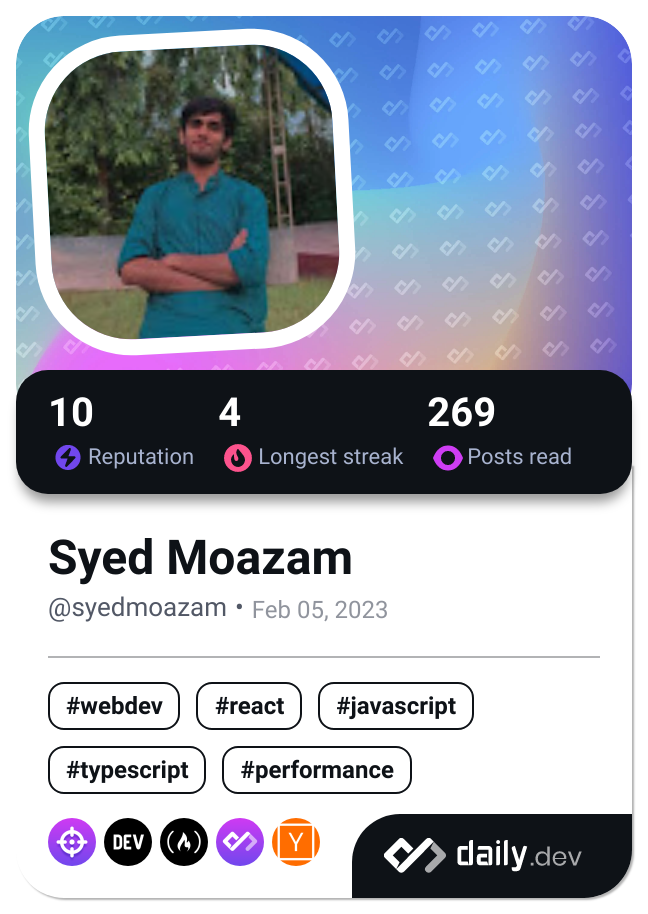 10 4 269
Reputation Longest streak Posts read
Syed Moazam
@syedmoazam • Feb 05, 2023
#webdev #react #javascript
#typescript #performance
DEV Y daily.dev